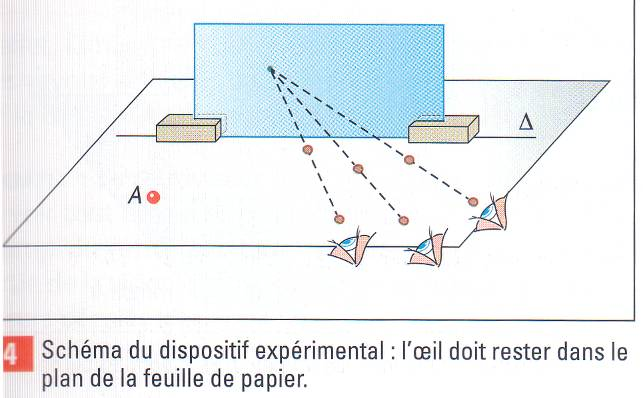 Δ
A
4 Schéma du dispositif expérimental : l'œil doit rester dans le
plan de la feuille de papier.